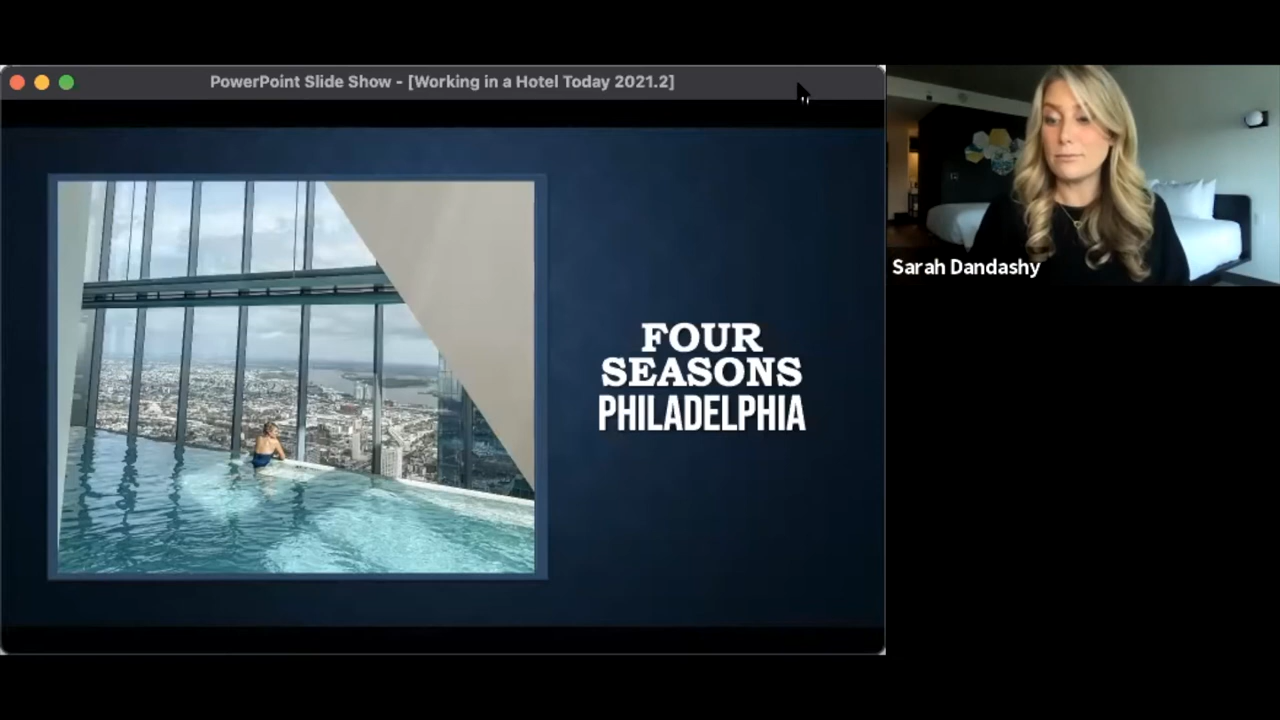 PowerPoint Slide Show - [Working in a Hotel Today 2021.2]
FOUR
SEASONS
PHILADELPHIA
Sarah Dandashy